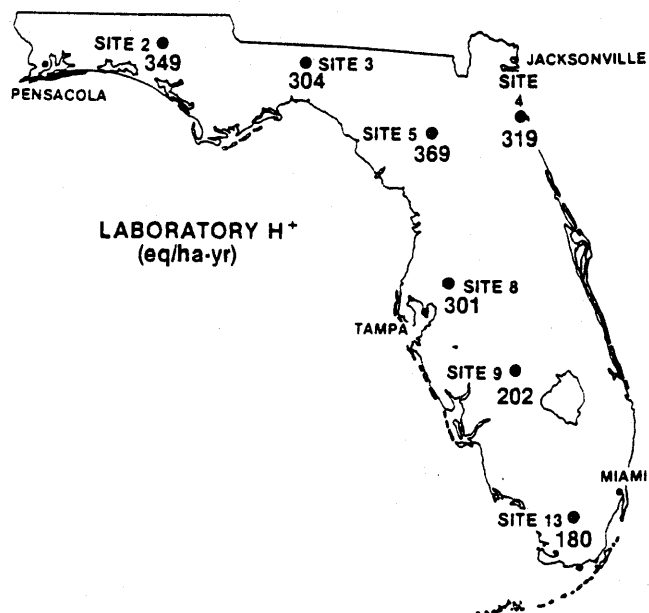 SITE 2
349
PENSACOLA
SITE 3
304
JACKSONVILLE
SITE
4
319
SITE 5
369
LABORATORY H⁺
(eq/ha-yr)
SITE 8
301
TAMPA
SITE 9
202
MIAMI
SITE 13
180